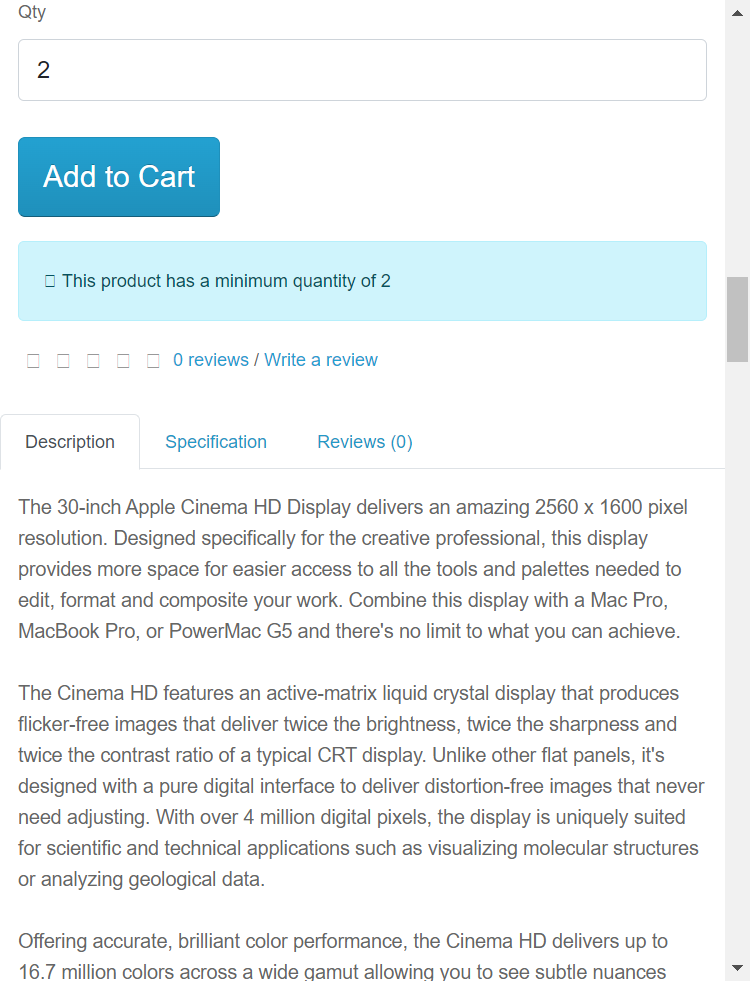 Qty
2
Add to Cart
This product has a minimum quantity of 2
0 reviews / Write a review
Description Specification Reviews (0)
The 30-inch Apple Cinema HD Display delivers an amazing 2560 x 1600 pixel
resolution. Designed specifically for the creative professional, this display
provides more space for easier access to all the tools and palettes needed to
edit, format and composite your work. Combine this display with a Mac Pro,
MacBook Pro, or PowerMac G5 and there's no limit to what you can achieve.
The Cinema HD features an active-matrix liquid crystal display that produces
flicker-free images that deliver twice the brightness, twice the sharpness and
twice the contrast ratio of a typical CRT display. Unlike other flat panels, it's
designed with a pure digital interface to deliver distortion-free images that never
need adjusting. With over 4 million digital pixels, the display is uniquely suited
for scientific and technical applications such as visualizing molecular structures
or analyzing geological data.
Offering accurate, brilliant color performance, the Cinema HD delivers up to
16.7 million colors across a wide gamut allowing you to see subtle nuances